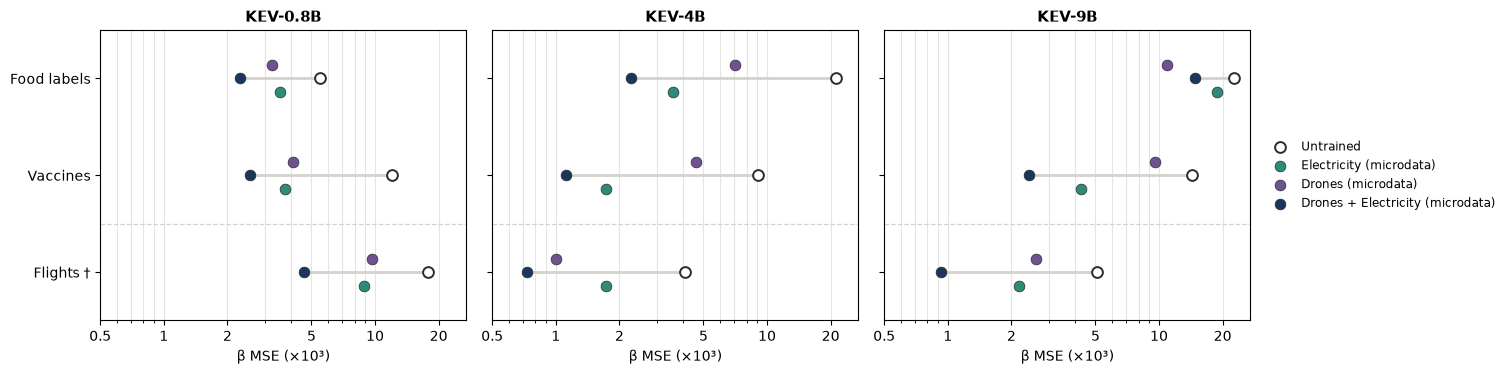 KEV-0.8B
KEV-4B
KEV-9B
Food labels
Vaccines
Flights †
0.5 1 2 5 10 20
0.5 1 2 5 10 20
0.5 1 2 5 10 20
β MSE (×10³)
β MSE (×10³)
β MSE (×10³)
Untrained
Electricity (microdata)
Drones (microdata)
Drones + Electricity (microdata)